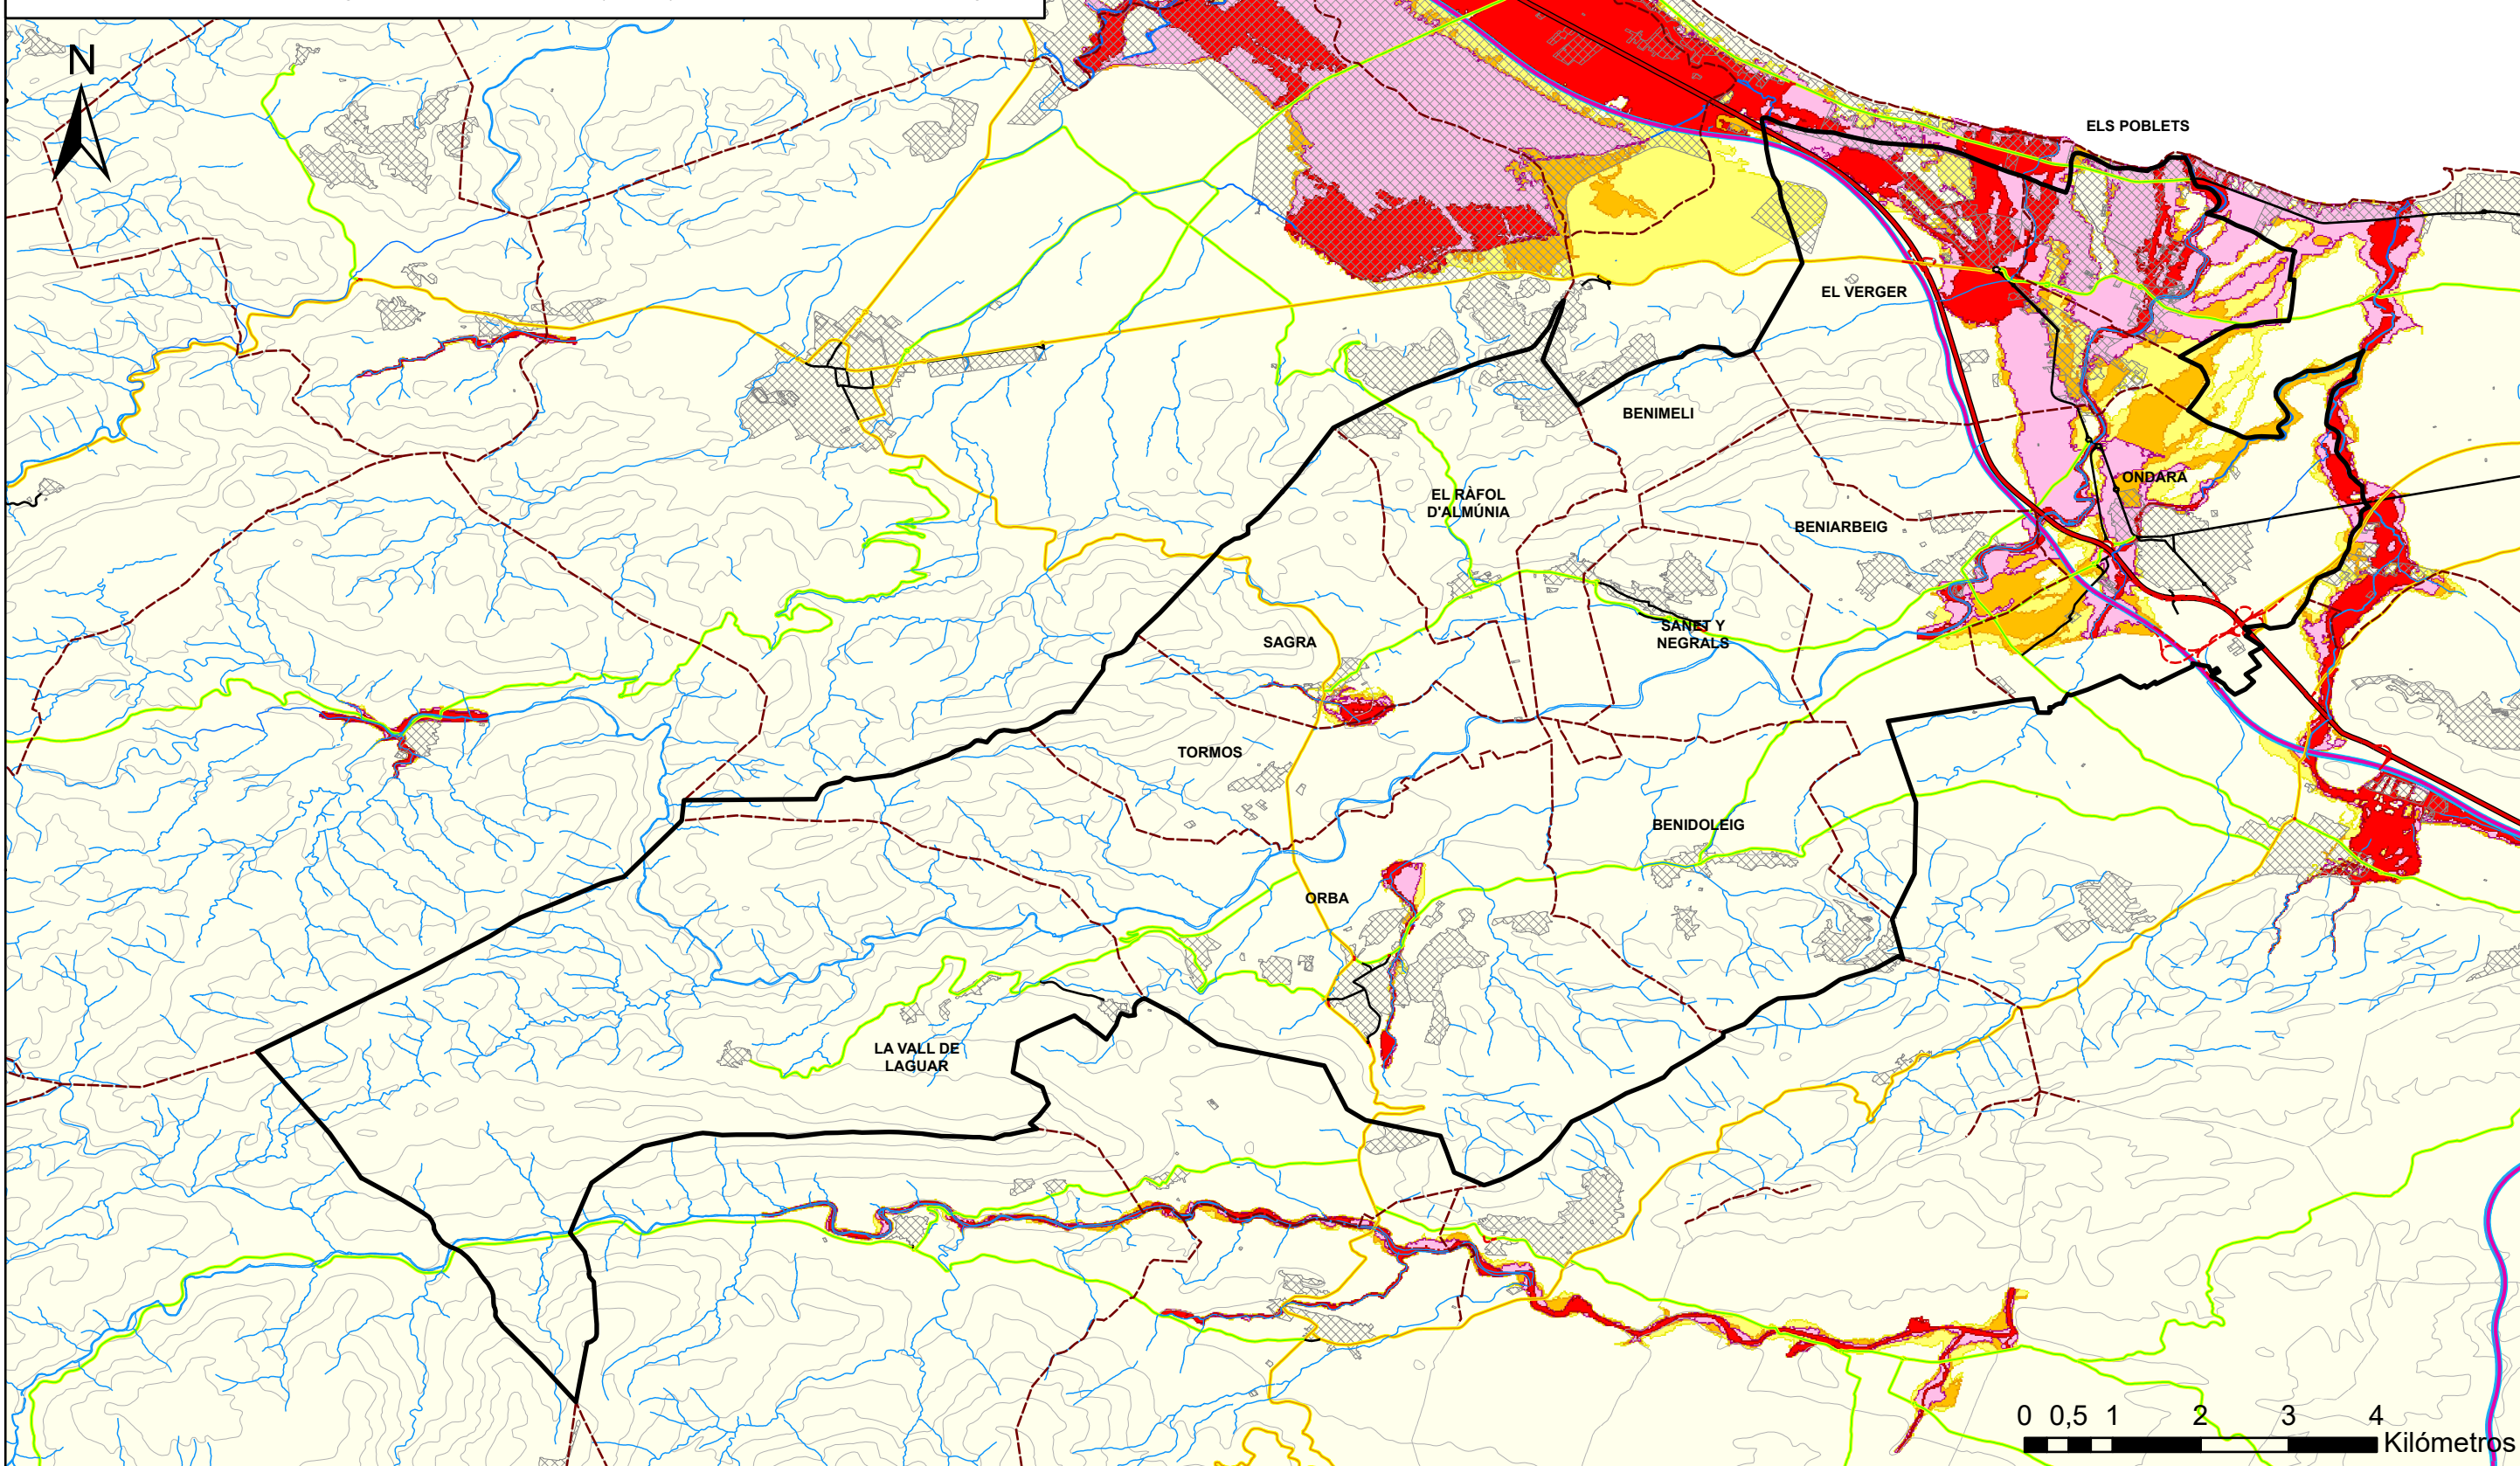 N
ELS POBLETS
EL VERGER
BENIMELI
ONDARA
EL RÀFOL
D'ALMÚNIA
BENIARBEIG
SAGRA
SANET Y
NEGRALS
TORMOS
BENIDOLEIG
ORBA
LA VALL DE
LAGUAR
0 0,5 1 2 3 4
Kilómetros